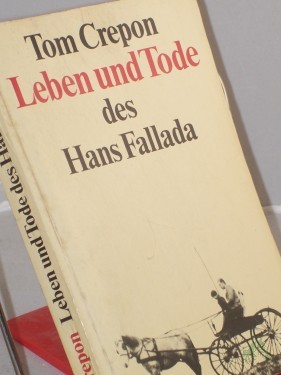 Tom Crepon
Leben und Tode
des
Hans Fallada
Crepon Leben und Tode des Hans